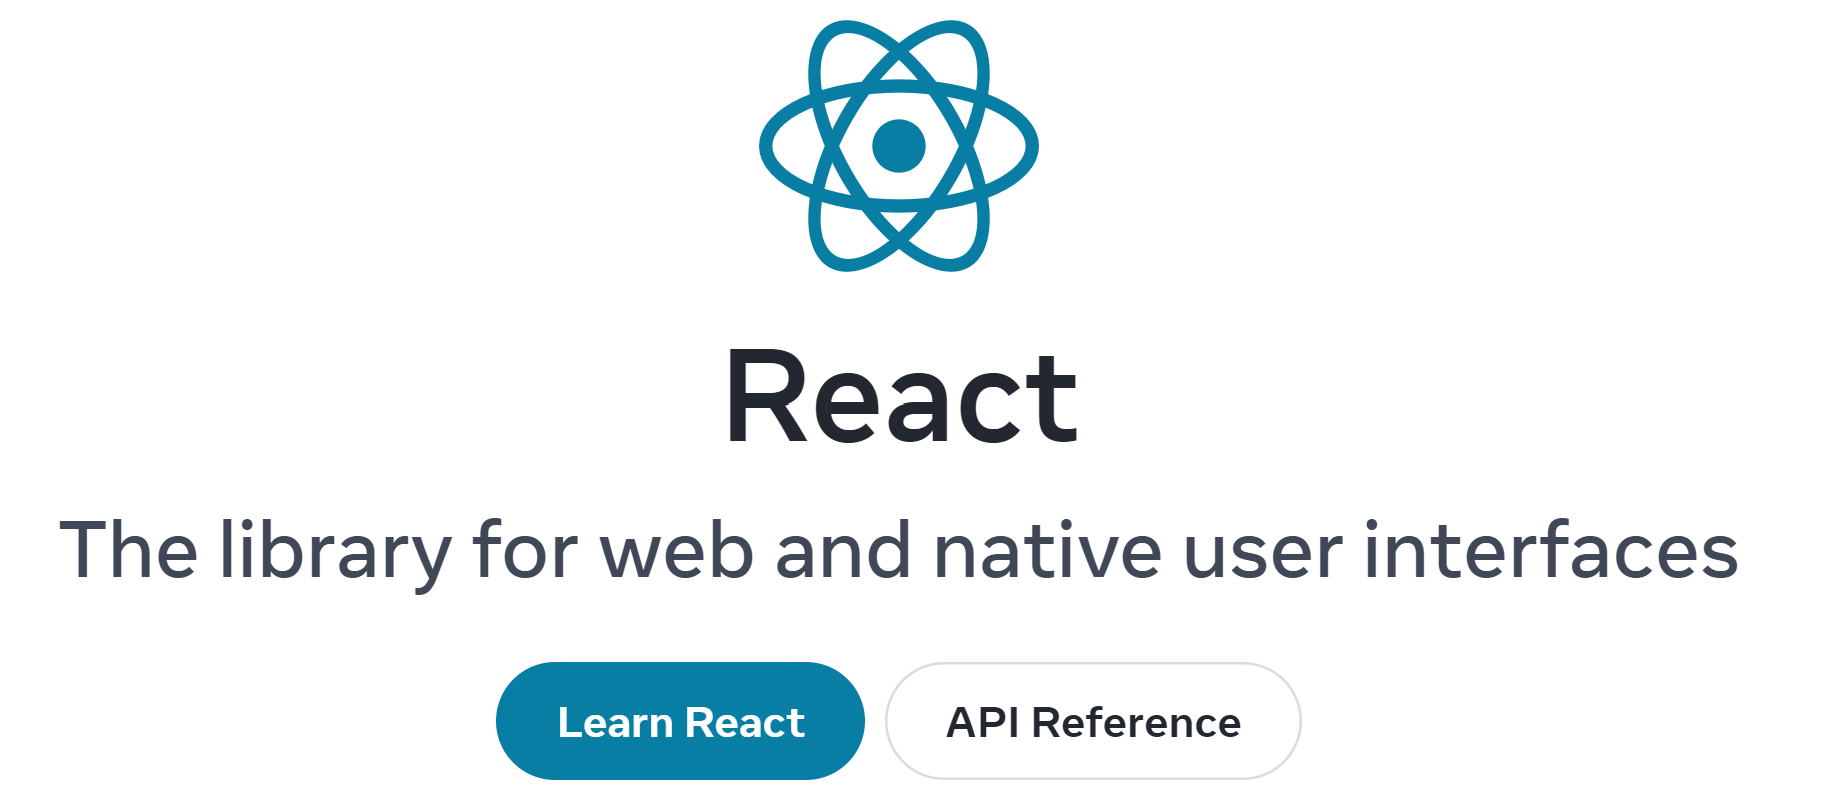 React
The library for web and native user interfaces
Learn React
API Reference